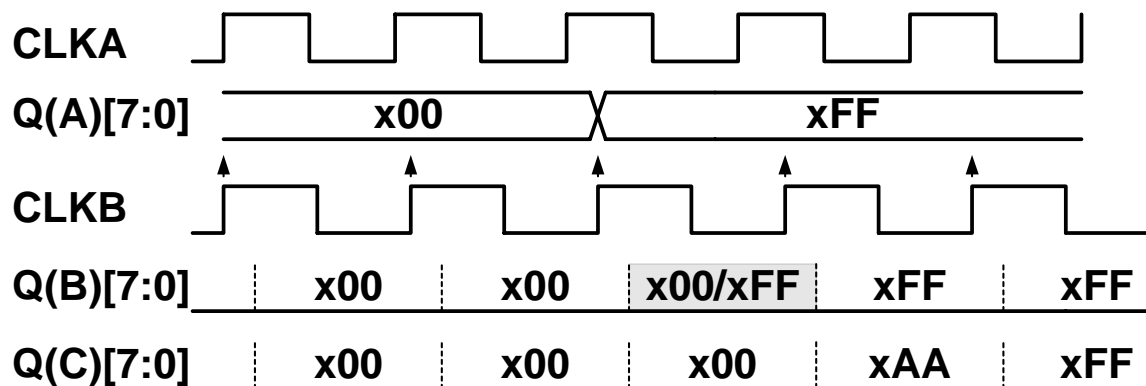 CLKA
Q(A)[7:0] x00 xFF
CLKB
Q(B)[7:0] x00 x00 x00/xFF xFF xFF
Q(C)[7:0] x00 x00 x00 xAA xFF